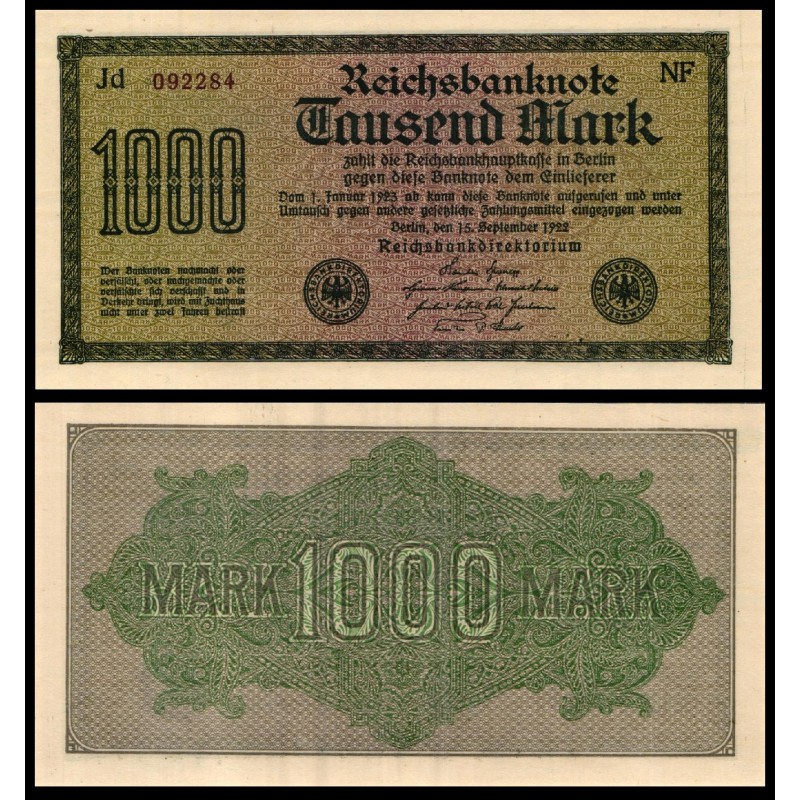 Jd 092284
NF
Reichsbanknote
Tausend Mark
1000
zahlt die Reichsbankhauptkasse in Berlin
gegen diese Banknote dem Einlieferer
Vom 1. Januar 1923 ab kann diese Banknote aufgerufen und unter
Umtausch gegen andere gesetzliche Zahlungsmittel eingezogen werden
Berlin, den 15. September 1922
Reichsbankdirektorium
Wer Banknoten nachmacht oder
verfälscht, oder nachgemachte oder
verfälschte sich verschafft und in
Verkehr bringt, wird mit Zuchthaus
nicht unter zwei Jahren bestraft
REICHSBANKDIREKTORIUM
REICHSBANKDIREKTORIUM
MARK 1000 MARK